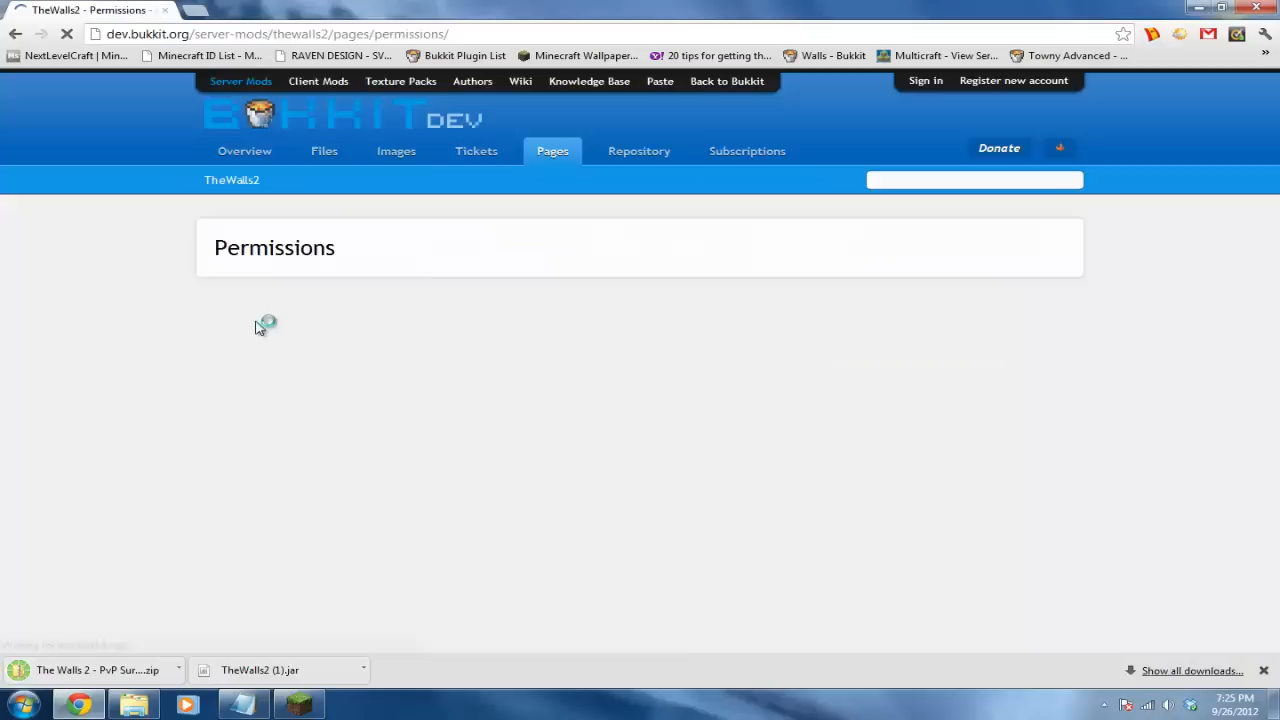 TheWalls2 - Permissions -
dev.bukkit.org/server-mods/thewalls2/pages/permissions/
NextLevelCraft | Min... Minecraft ID List - M... RAVEN DESIGN - SV... Bukkit Plugin List Minecraft Wallpaper... 20 tips for getting th... Walls - Bukkit Multicraft - View Ser... Towny Advanced - ... »
Server Mods Client Mods Texture Packs Authors Wiki Knowledge Base Paste Back to Bukkit Sign in Register new account
BUKKIT DEV
Overview Files Images Tickets Pages Repository Subscriptions Donate
TheWalls2
Permissions
The Walls 2 - PvP Sur....zip TheWalls2 (1).jar Show all downloads...
7:25 PM
9/26/2012